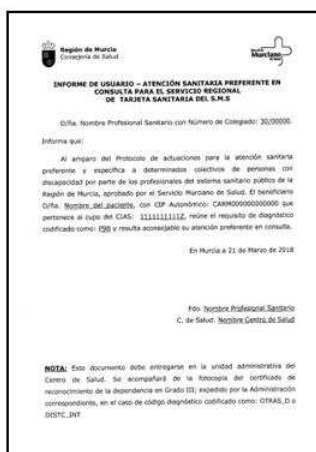 Región de Murcia
Consejería de Salud
Murciano
INFORME DE USUARIO – ATENCIÓN SANITARIA PREFERENTE EN
CONSULTA PARA EL SERVICIO REGIONAL
DE TARJETA SANITARIA DEL S.M.S
D/ña. Nombre Profesional Sanitario con Número de Colegiado: 30/00000.
Informa que:
Al amparo del Protocolo de actuaciones para la atención sanitaria
preferente y específica a determinados colectivos de personas con
discapacidad por parte de los profesionales del sistema sanitario público de la
Región de Murcia, aprobado por el Servicio Murciano de Salud. El beneficiario
D/ña. Nombre del paciente, con CIP Autonómico: que
pertenece al cupo del CIAS: reúne el requisito de diagnóstico
codificado como: P98 y resulta aconsejable su atención preferente en consulta.
En Murcia a 21 de Marzo de 2018
Fdo. Nombre Profesional Sanitario
C. de Salud: Nombre Centro de Salud
NOTA: Este documento debe entregarse en la unidad administrativa del
Centro de Salud. Se acompañará de la fotocopia del certificado de
reconocimiento de la dependencia en Grado III; expedido por la Administración
correspondiente, en el caso de código diagnóstico codificado como: OTRAS_D o
DISTC_INT